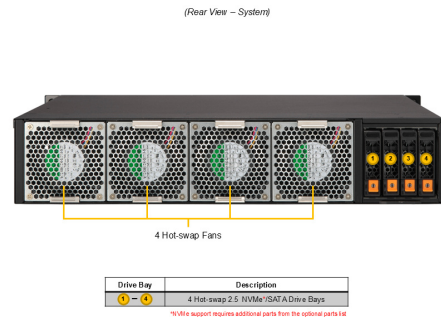 (Rear View – System)
1 2 3 4
4 Hot-swap Fans
Drive Bay Description
1 – 4 4 Hot-swap 2.5 NVMe*/SATA Drive Bays
*NVMe support requires additional parts from the optional parts list